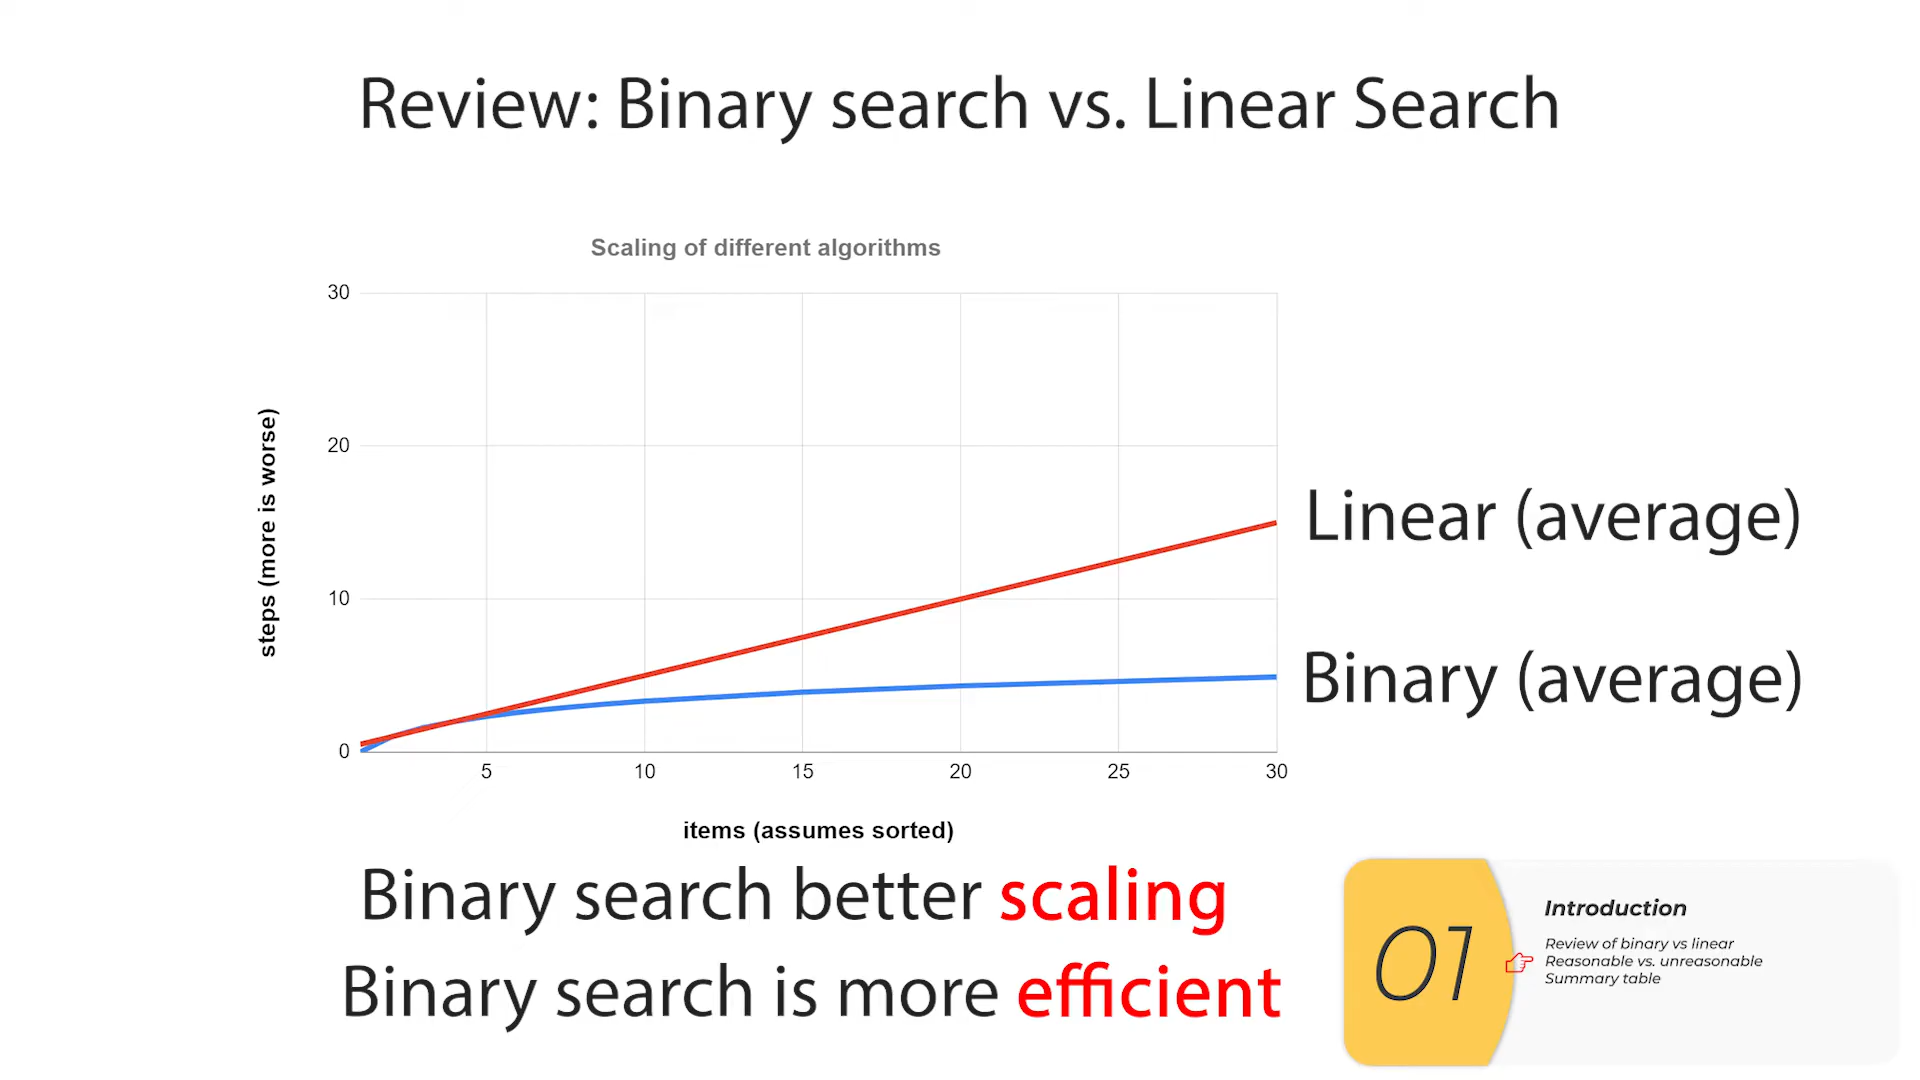 Review: Binary search vs. Linear Search
Scaling of different algorithms
30
20
10
0
steps (more is worse)
5 10 15 20 25 30
items (assumes sorted)
Linear (average)
Binary (average)
Binary search better scaling
Binary search is more efficient
01
Introduction
Review of binary vs linear
Reasonable vs. unreasonable
Summary table